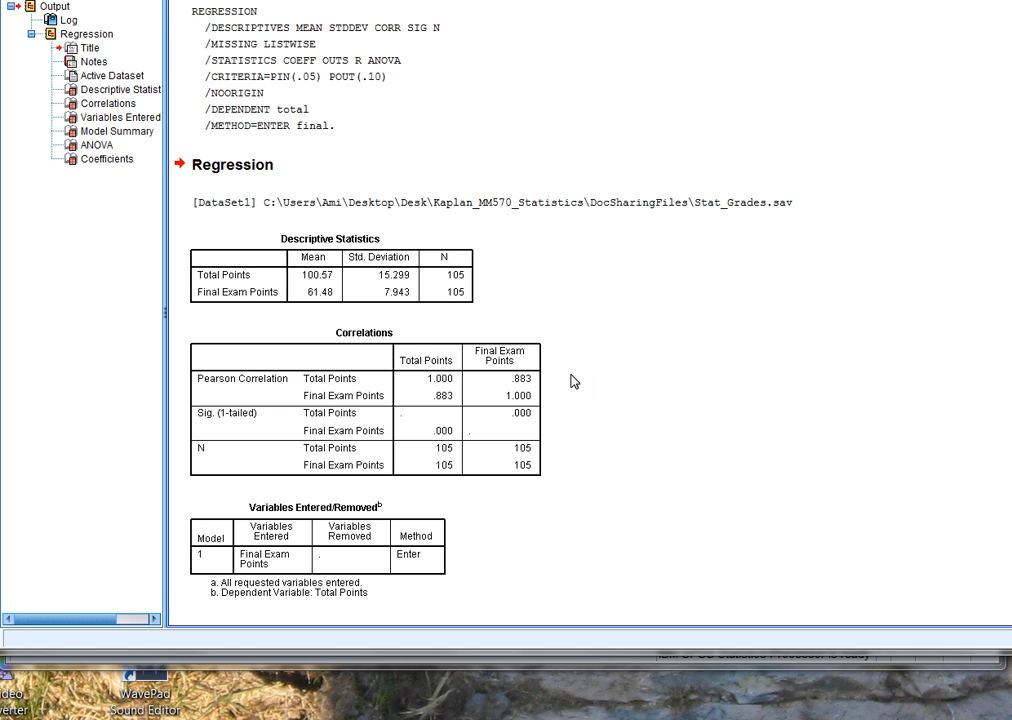 Output
Log
Regression
Title
Notes
Active Dataset
Descriptive Statist
Correlations
Variables Entered
Model Summary
ANOVA
Coefficients
REGRESSION
/DESCRIPTIVES MEAN STDDEV CORR SIG N
/MISSING LISTWISE
/STATISTICS COEFF OUTS R ANOVA
/CRITERIA=PIN(.05) POUT(.10)
/NOORIGIN
/DEPENDENT total
/METHOD=ENTER final.
Regression
[DataSet1] C:\Users\Ami\Desktop\Desk\Kaplan_MM570_Statistics\DocSharingFiles\Stat_Grades.sav
Descriptive Statistics
Mean Std. Deviation N
Total Points 100.57 15.299 105
Final Exam Points 61.48 7.943 105
Correlations
Total Points Final Exam Points
Pearson Correlation Total Points 1.000 .883
Final Exam Points .883 1.000
Sig. (1-tailed) Total Points . .000
Final Exam Points .000 .
N Total Points 105 105
Final Exam Points 105 105
Variables Entered/Removedb
Model Variables Entered Variables Removed Method
1 Final Exam Points . Enter
a. All requested variables entered.
b. Dependent Variable: Total Points
WavePad
Sound Editor